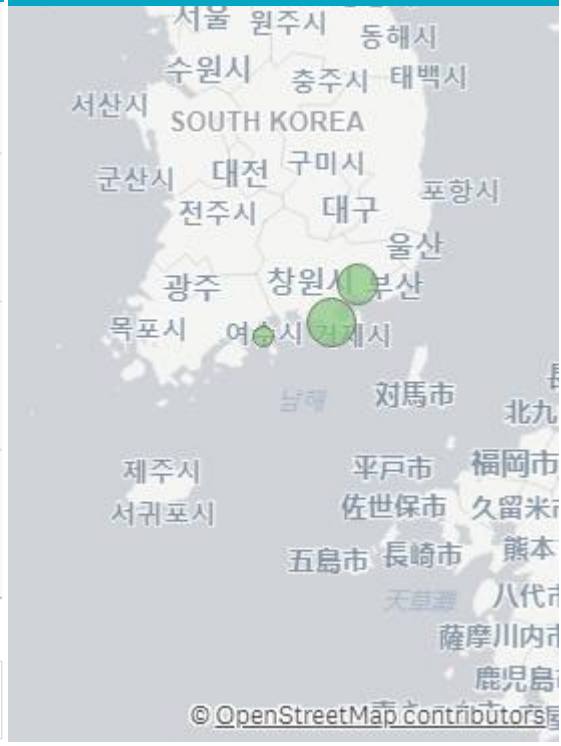 서울 원주시
동해시
수원시 충주시 태백시
서산시
SOUTH KOREA
군산시 대전 구미시
포항시
전주시 대구
울산
광주 창원시 부산
목포시 여수시 거제시
남해 対馬市
北九
제주시 平戸市 福岡市
서귀포시 佐世保市 久留米市
五島市 長崎市 熊本
天草灘 八代市
薩摩川内市
鹿児島
© OpenStreetMap contributors